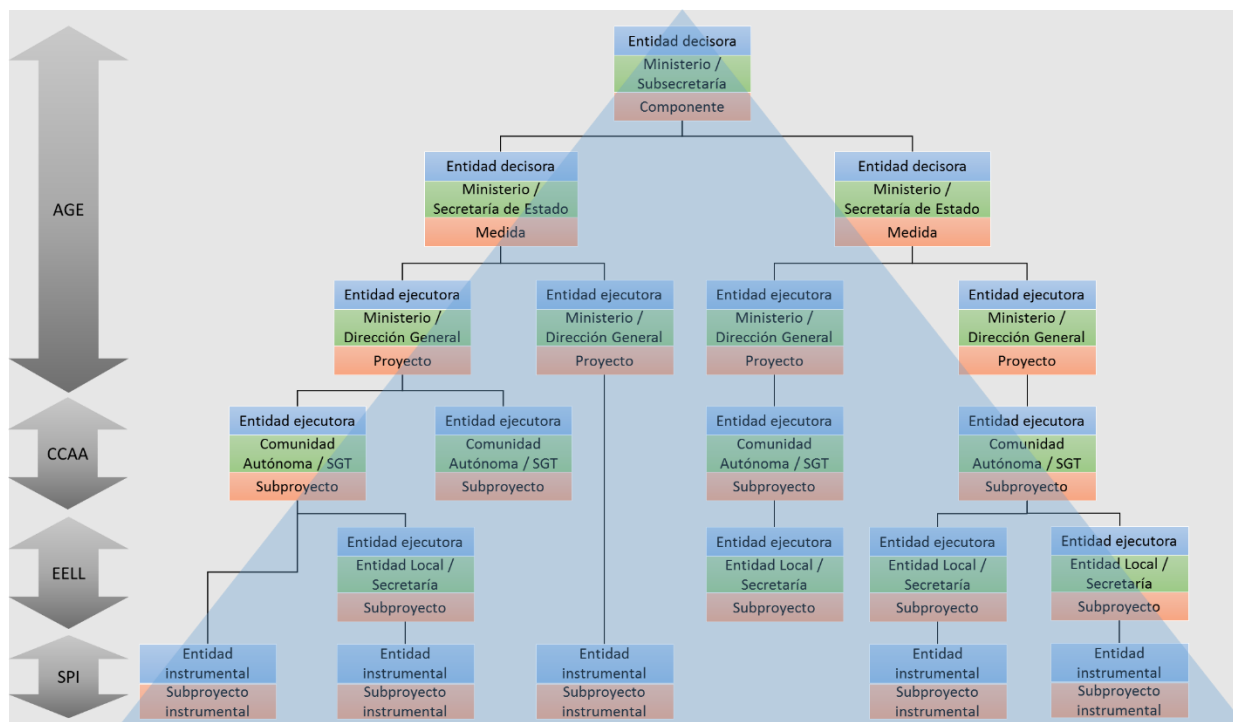 Entidad decisora
Ministerio /
Subsecretaría
Componente
AGE
Entidad decisora
Ministerio /
Secretaría de Estado
Medida
Entidad decisora
Ministerio /
Secretaría de Estado
Medida
Entidad ejecutora
Ministerio /
Dirección General
Proyecto
Entidad ejecutora
Ministerio /
Dirección General
Proyecto
Entidad ejecutora
Ministerio /
Dirección General
Proyecto
Entidad ejecutora
Ministerio /
Dirección General
Proyecto
CCAA
Entidad ejecutora
Comunidad
Autónoma / SGT
Subproyecto
Entidad ejecutora
Comunidad
Autónoma / SGT
Subproyecto
Entidad ejecutora
Comunidad
Autónoma / SGT
Subproyecto
Entidad ejecutora
Comunidad
Autónoma / SGT
Subproyecto
EELL
Entidad ejecutora
Entidad Local /
Secretaría
Subproyecto
Entidad ejecutora
Entidad Local /
Secretaría
Subproyecto
Entidad ejecutora
Entidad Local /
Secretaría
Subproyecto
Entidad ejecutora
Entidad Local /
Secretaría
Subproyecto
SPI
Entidad
instrumental
Subproyecto
instrumental
Entidad
instrumental
Subproyecto
instrumental
Entidad
instrumental
Subproyecto
instrumental
Entidad
instrumental
Subproyecto
instrumental
Entidad
instrumental
Subproyecto
instrumental